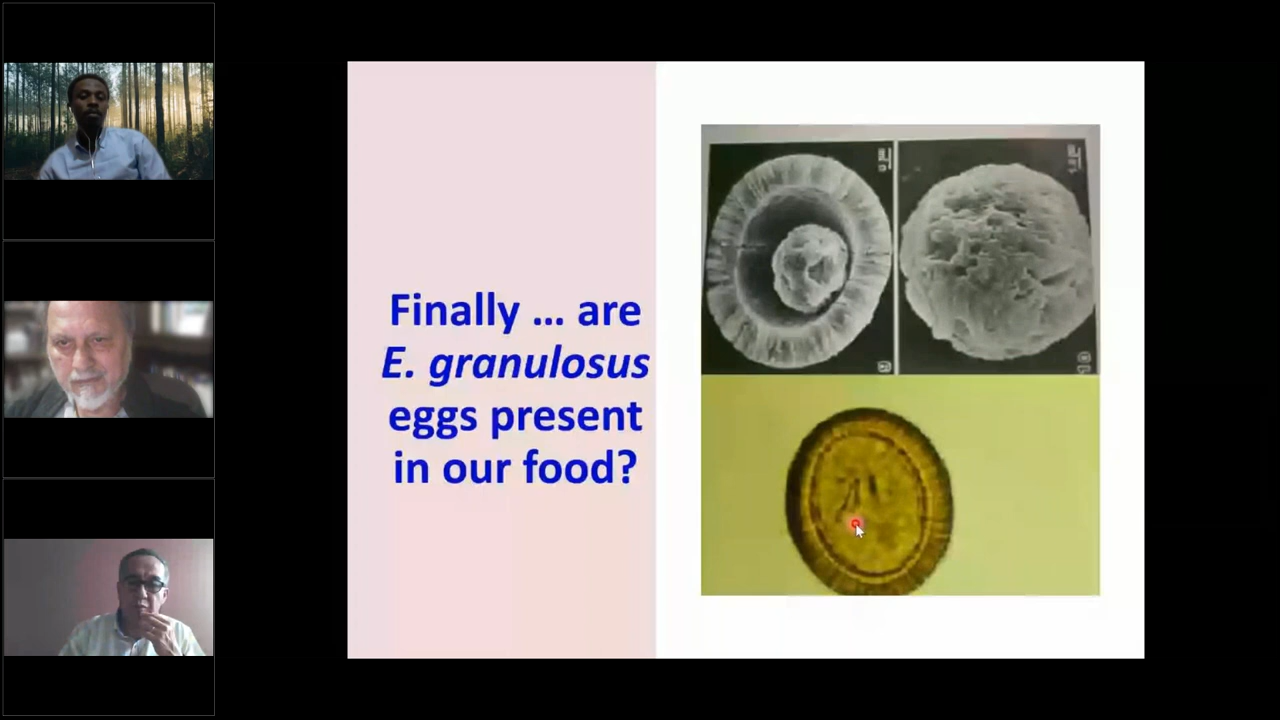 Finally ... are
E. granulosus
eggs present
in our food?